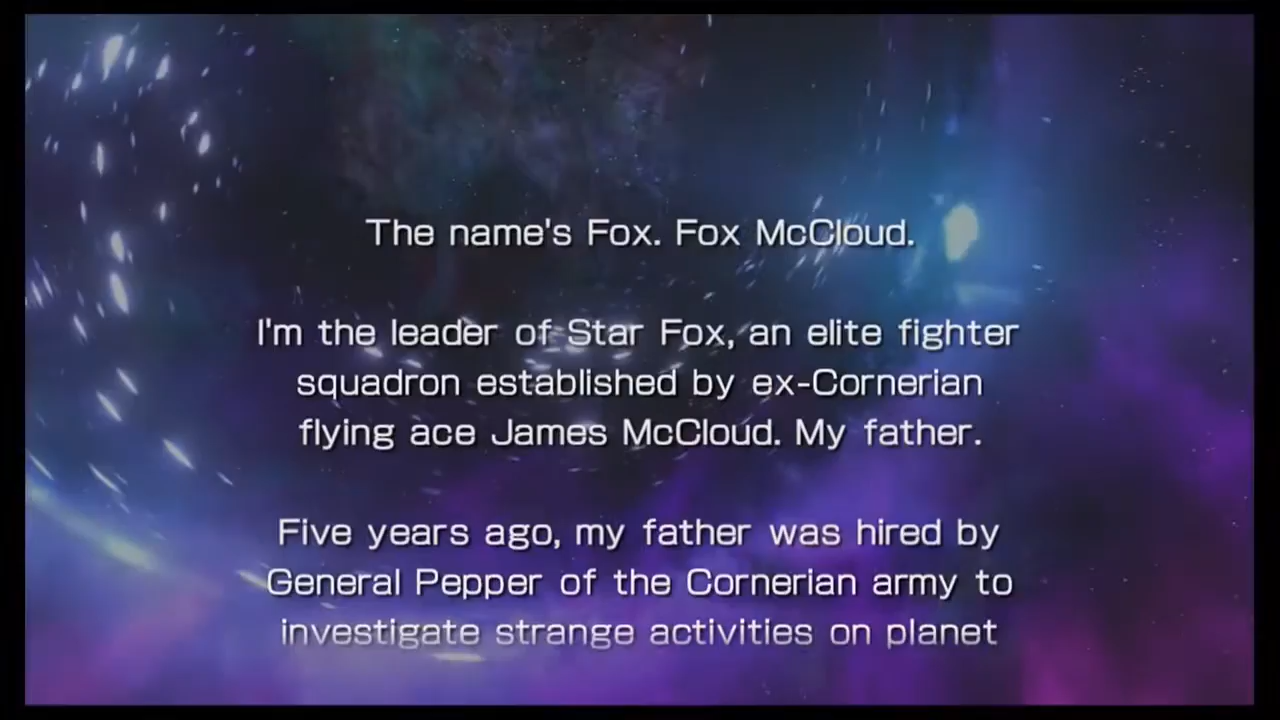 The name's Fox. Fox McCloud.
I'm the leader of Star Fox, an elite fighter
squadron established by ex-Cornerian
flying ace James McCloud. My father.
Five years ago, my father was hired by
General Pepper of the Cornerian army to
investigate strange activities on planet